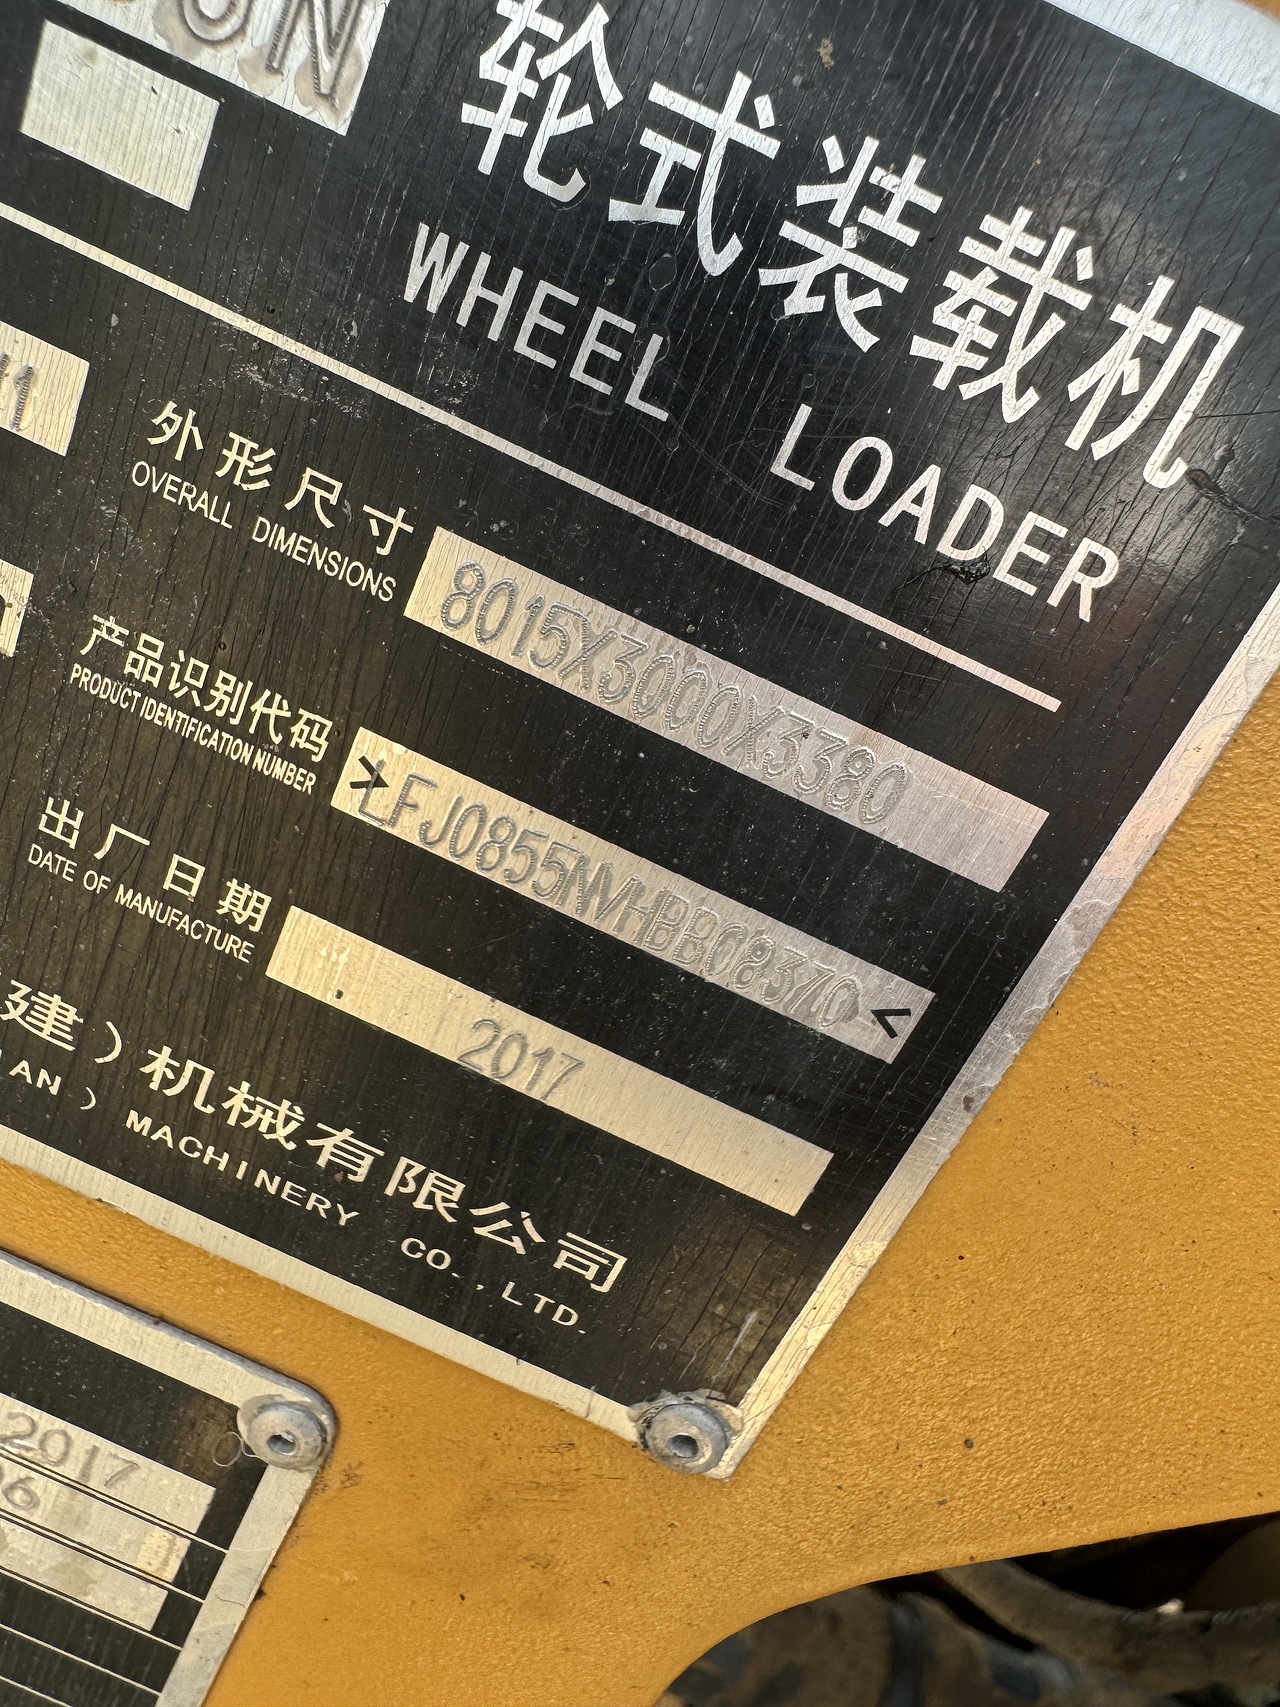 轮式装载机
WHEEL LOADER
外形尺寸
OVERALL DIMENSIONS
8015X3000X3380
产品识别代码
PRODUCT IDENTIFICATION NUMBER
>LFJ0855NVHBB08370<
出厂日期
DATE OF MANUFACTURE
2017
建）机械有限公司
AN ) MACHINERY CO.,LTD.
2017